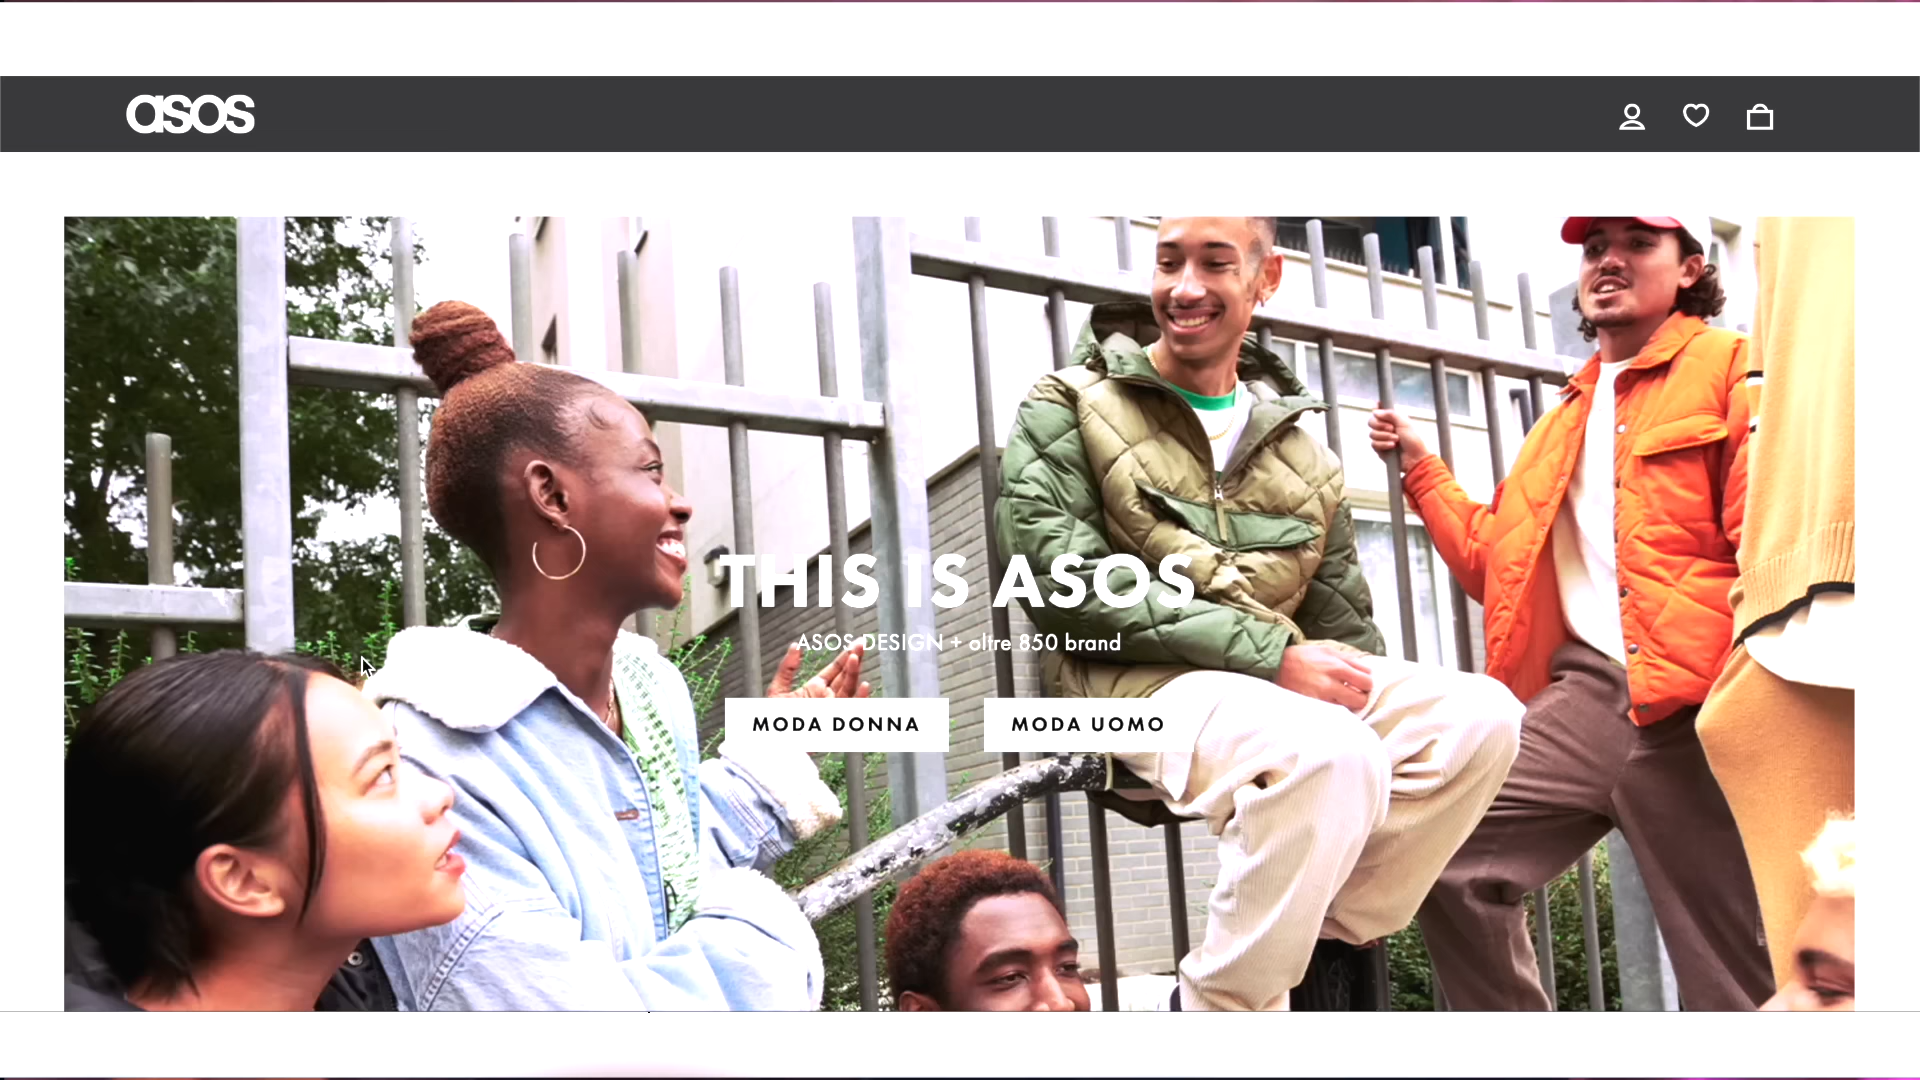 asos
THIS IS ASOS
ASOS DESIGN + oltre 850 brand
MODA DONNA
MODA UOMO